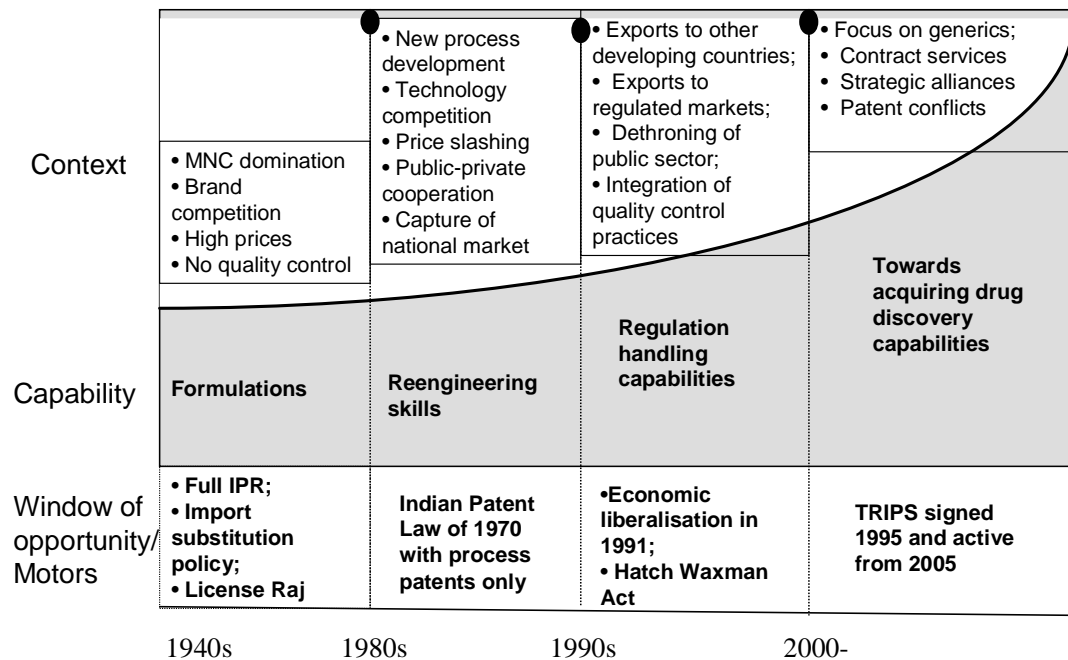 Context
• MNC domination
• Brand
competition
• High prices
• No quality control
• New process
development
• Technology
competition
• Price slashing
• Public-private
cooperation
• Capture of
national market
• Exports to other
developing countries;
• Exports to
regulated markets;
• Dethroning of
public sector;
• Integration of
quality control
practices
• Focus on generics;
• Contract services
• Strategic alliances
• Patent conflicts
Capability
Formulations
Reengineering
skills
Regulation
handling
capabilities
Towards
acquiring drug
discovery
capabilities
Window of
opportunity/
Motors
• Full IPR;
• Import
substitution
policy;
• License Raj
Indian Patent
Law of 1970
with process
patents only
•Economic
liberalisation in
1991;
• Hatch Waxman
Act
TRIPS signed
1995 and active
from 2005
1940s
1980s
1990s
2000-